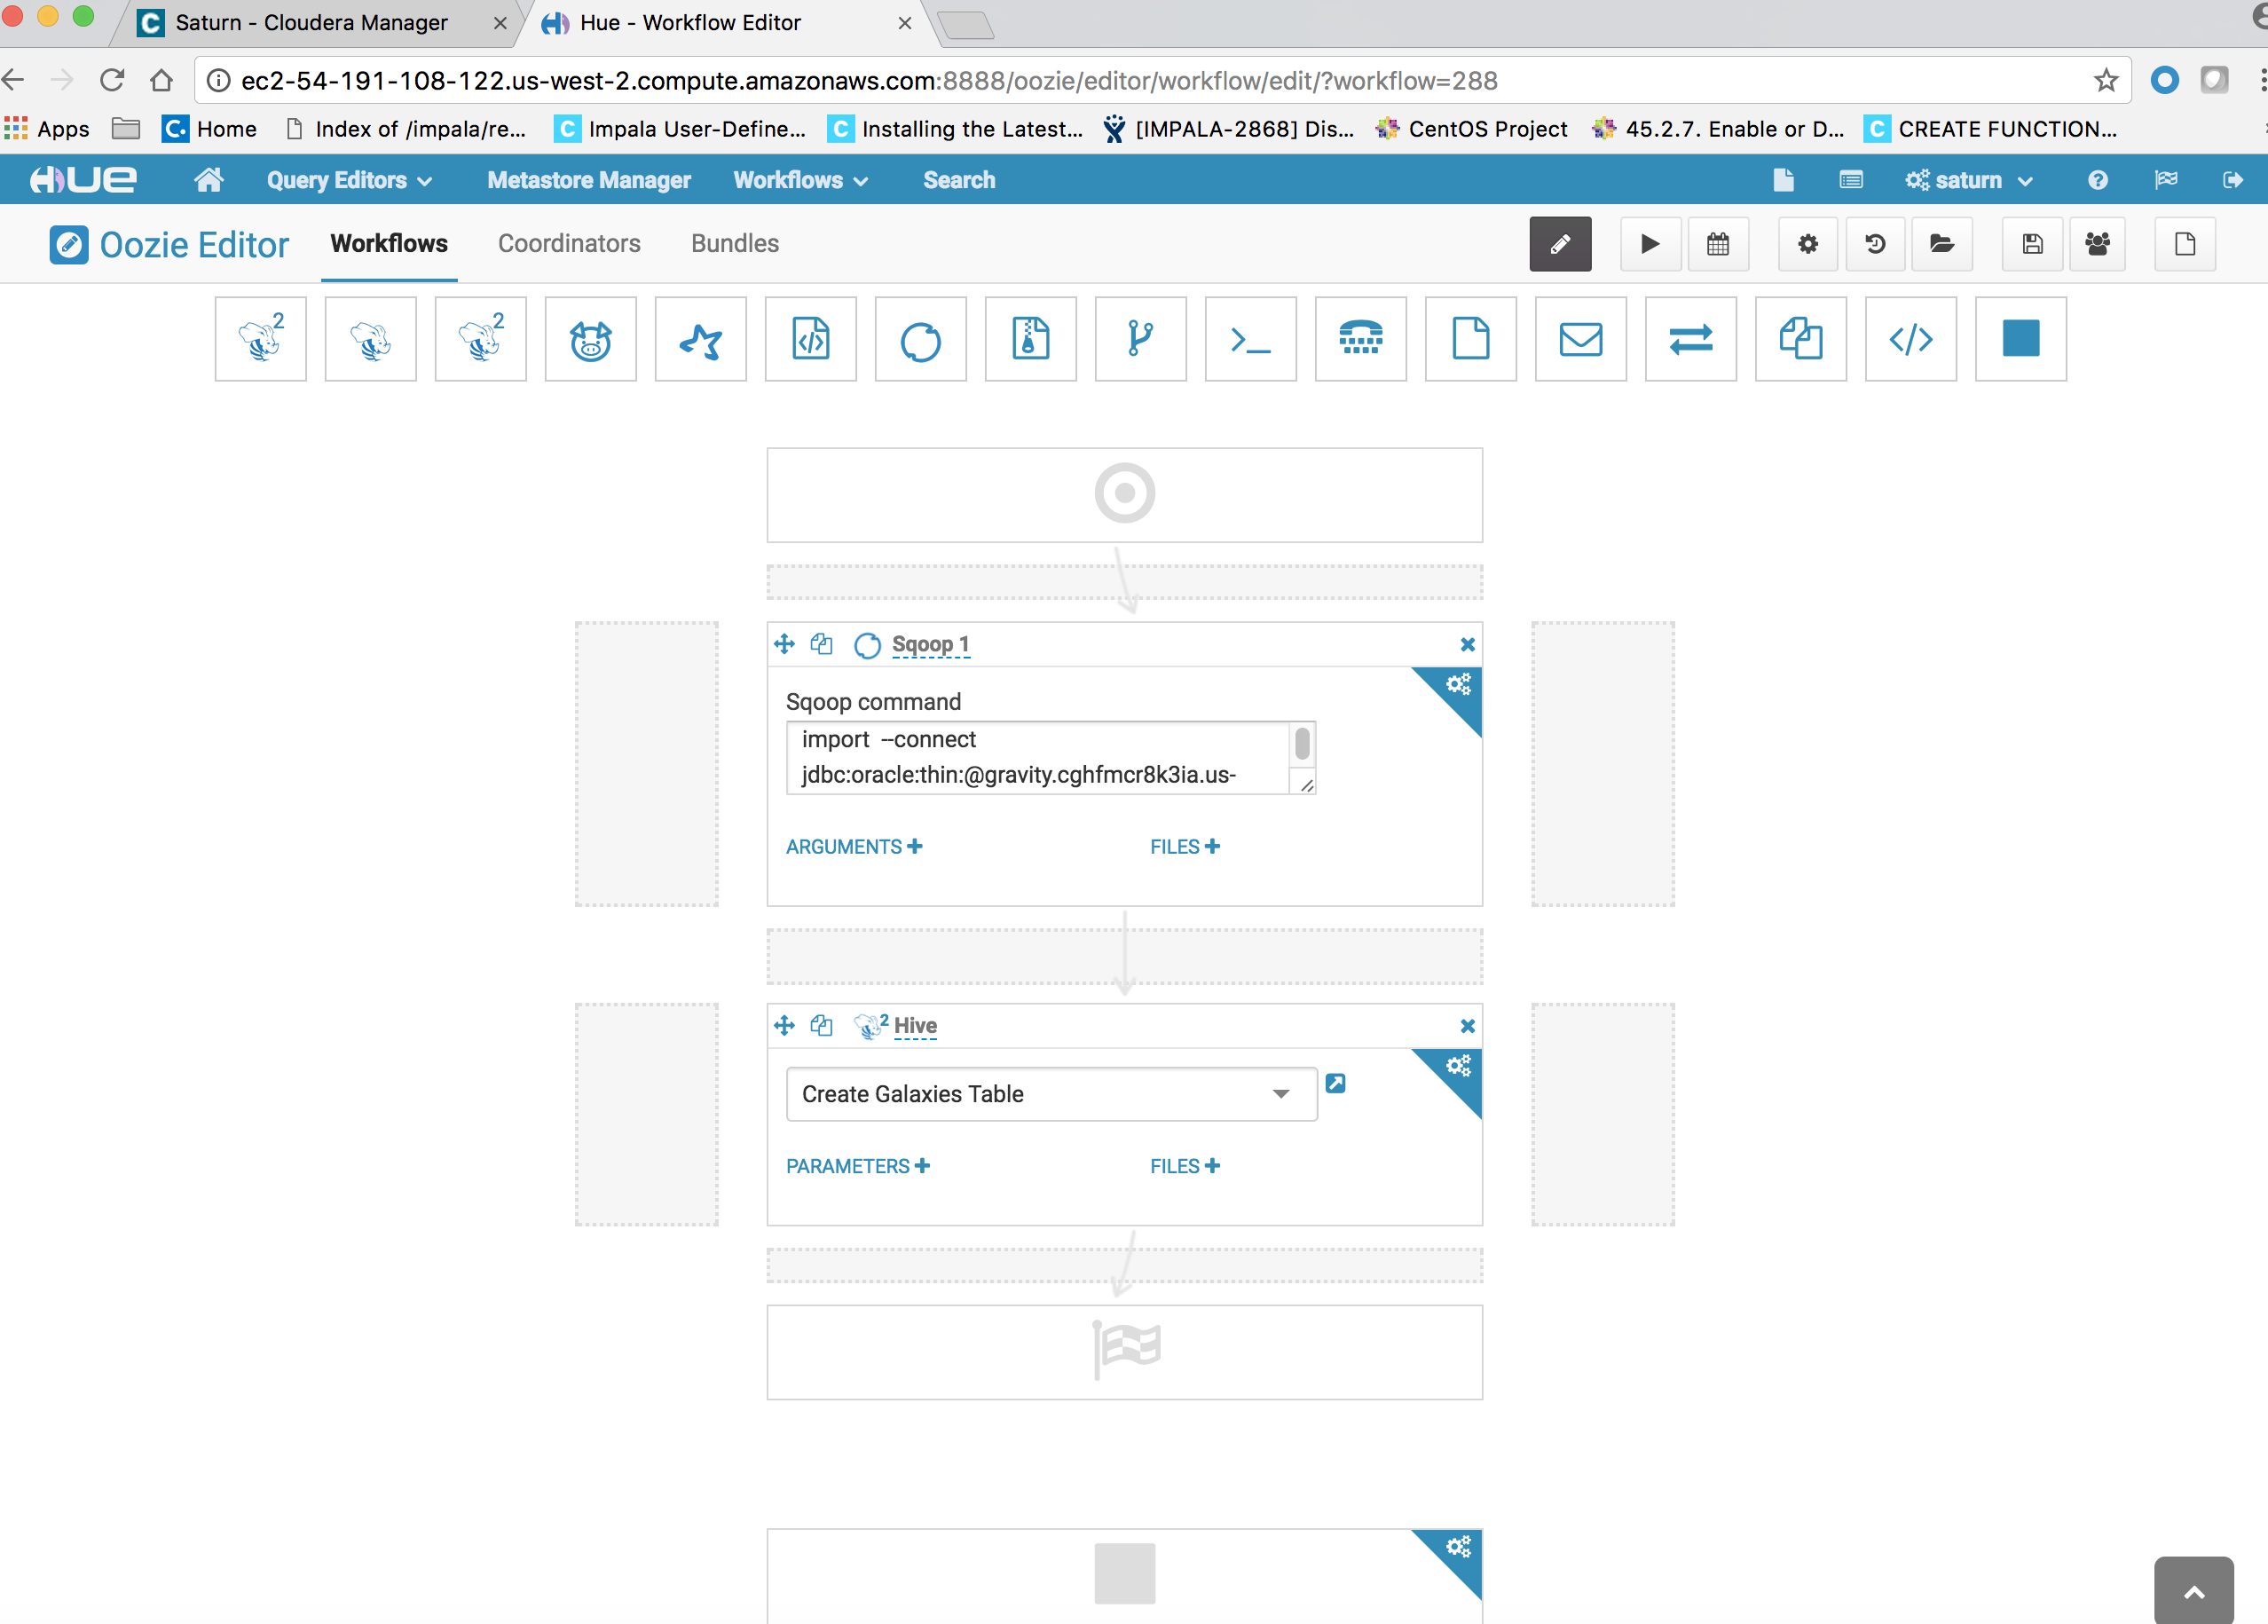 Saturn - Cloudera Manager
Hue - Workflow Editor
ec2-54-191-108-122.us-west-2.compute.amazonaws.com:8888/oozie/editor/workflow/edit/?workflow=288
Apps
Home
Index of /impala/re...
Impala User-Define...
Installing the Latest...
[IMPALA-2868] Dis...
CentOS Project
45.2.7. Enable or D...
CREATE FUNCTION...
HUE
Query Editors
Metastore Manager
Workflows
Search
saturn
Oozie Editor
Workflows
Coordinators
Bundles
2
2
Sqoop 1
Sqoop command
import --connect
jdbc:oracle:thin:@gravity.cghfmcr8k3ia.us-
ARGUMENTS
FILES
2 Hive
Create Galaxies Table
PARAMETERS
FILES